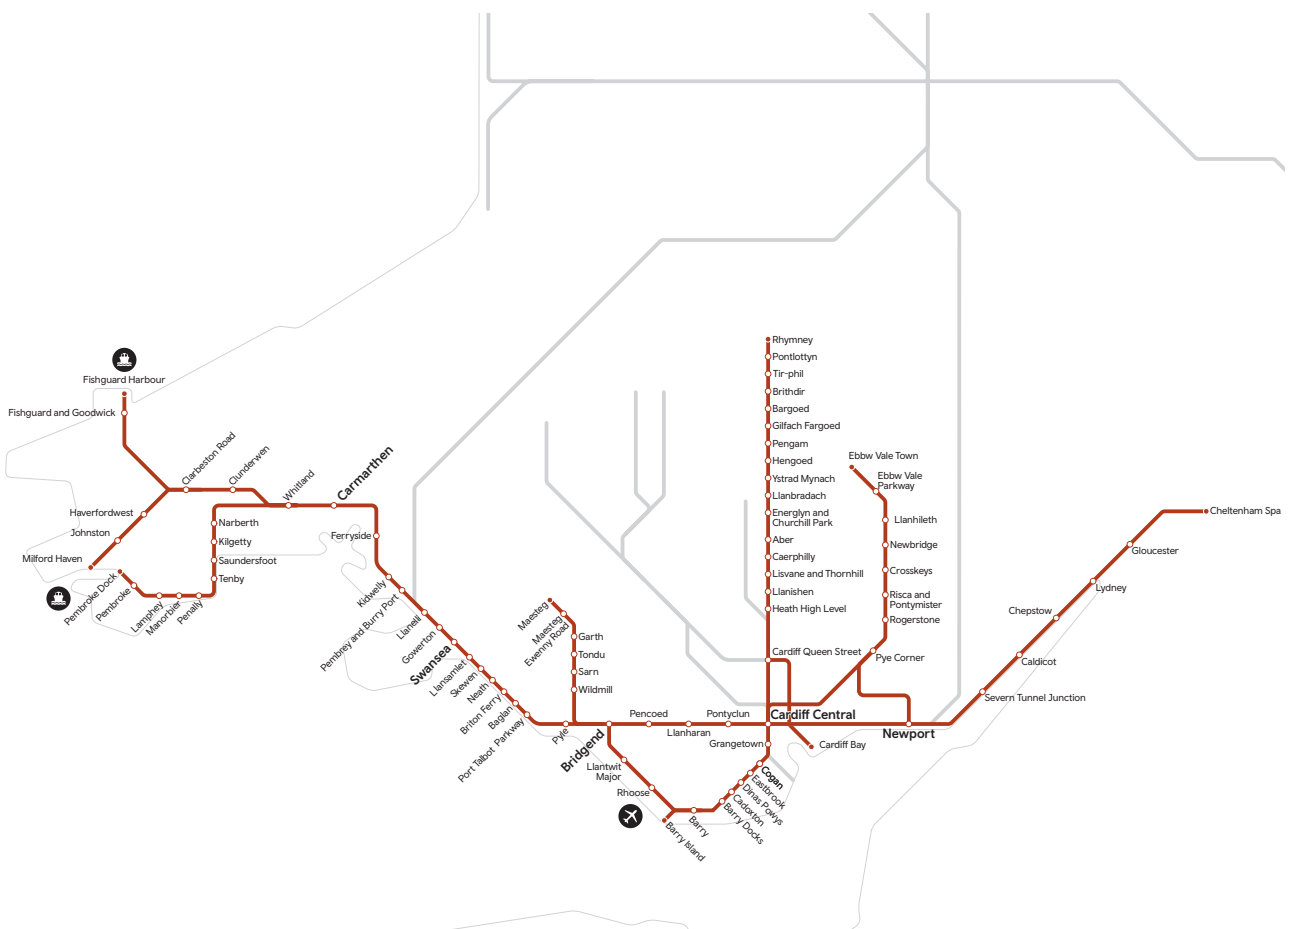 Rhymney
Pontlottyn
Tir-phil
Brithdir
Bargoed
Gilfach Fargoed
Pengam
Hengoed
Ystrad Mynach
Llanbradach
Energlyn and
Churchill Park
Aber
Caerphilly
Lisvane and Thornhill
Llanishen
Heath High Level
Cardiff Queen Street
Cardiff Central
Grangetown
Cardiff Bay
Cogan
Eastbrook
Dinas Powys
Cadoxton
Barry Docks
Barry
Barry Island
Rhoose
Llantwit
Major
Bridgend
Ebbw Vale Town
Ebbw Vale
Parkway
Llanhileth
Newbridge
Crosskeys
Risca and
Pontymister
Rogerstone
Pye Corner
Newport
Severn Tunnel Junction
Caldicot
Chepstow
Lydney
Gloucester
Cheltenham Spa
Pontyclun
Llanharan
Pencoed
Maesteg
Maesteg
Ewenny Road
Garth
Tondu
Sarn
Wildmill
Pyle
Port Talbot Parkway
Baglan
Briton Ferry
Neath
Skewen
Llansamlet
Swansea
Gowerton
Llanelli
Pembrey and Burry Port
Kidwelly
Ferryside
Carmarthen
Whitland
Clunderwen
Clarbeston Road
Fishguard Harbour
Fishguard and Goodwick
Haverfordwest
Johnston
Milford Haven
Narberth
Kilgetty
Saundersfoot
Tenby
Penally
Manorbier
Lamphey
Pembroke
Pembroke Dock